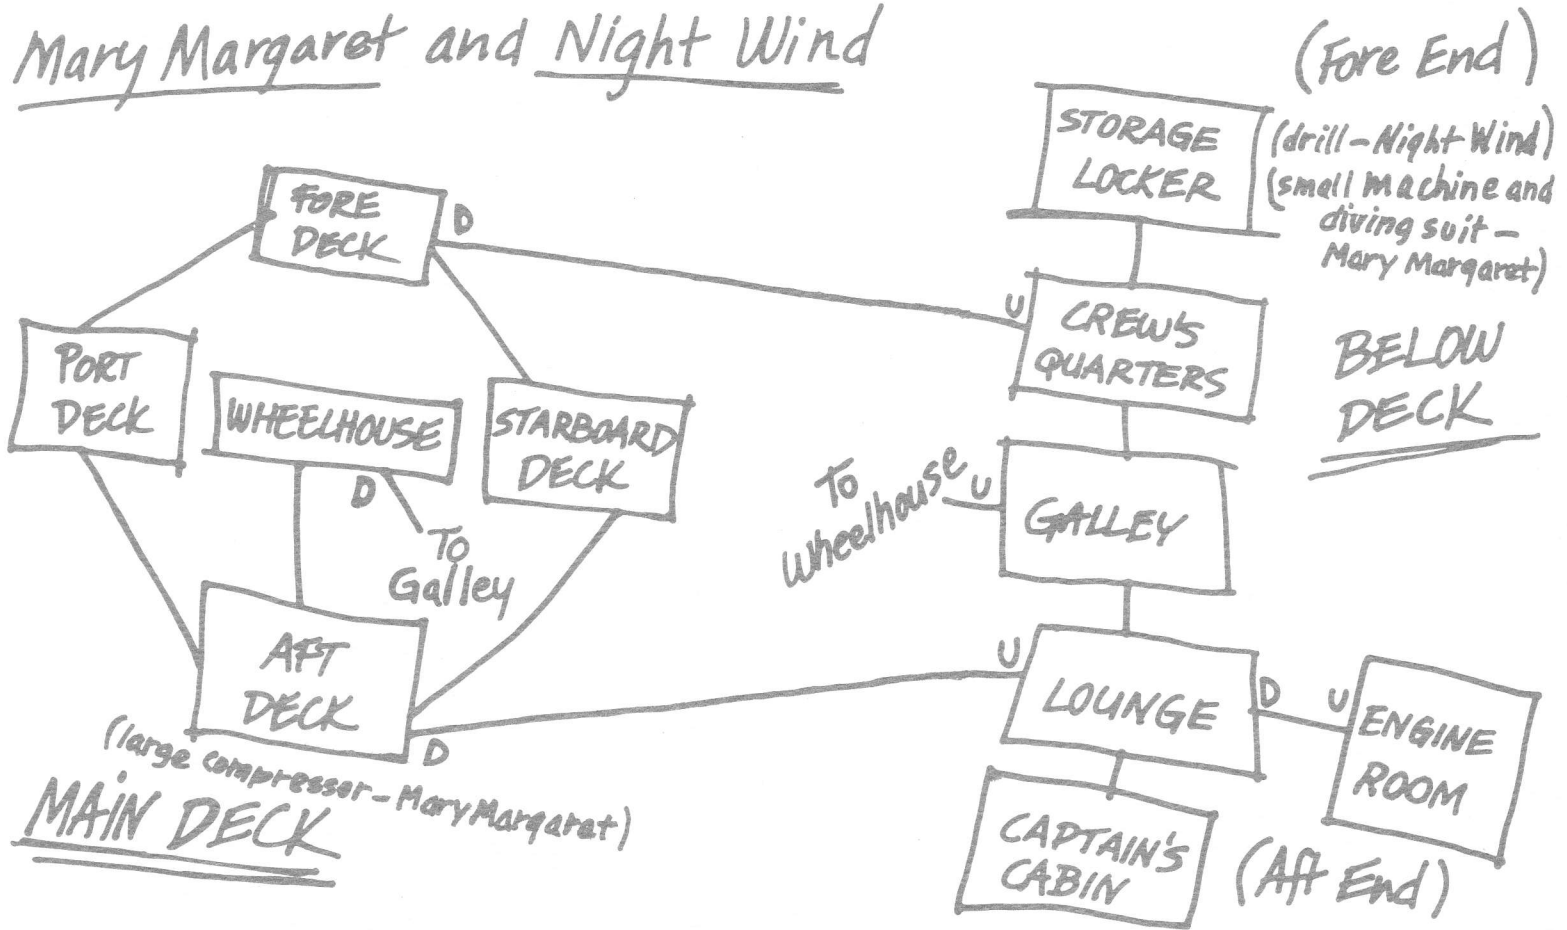 Mary Margaret and Night Wind
(Fore End)
STORAGE
LOCKER
(drill - Night Wind)
(small machine and
diving suit -
Mary Margaret)
FORE
DECK
D
U
CREW'S
QUARTERS
BELOW
DECK
PORT
DECK
WHEELHOUSE
D
To
Galley
STARBOARD
DECK
To
Wheelhouse
U
GALLEY
AFT
DECK
D
(large compressor - Mary Margaret)
MAIN DECK
U
LOUNGE
D
U
ENGINE
ROOM
CAPTAIN'S
CABIN
(Aft End)